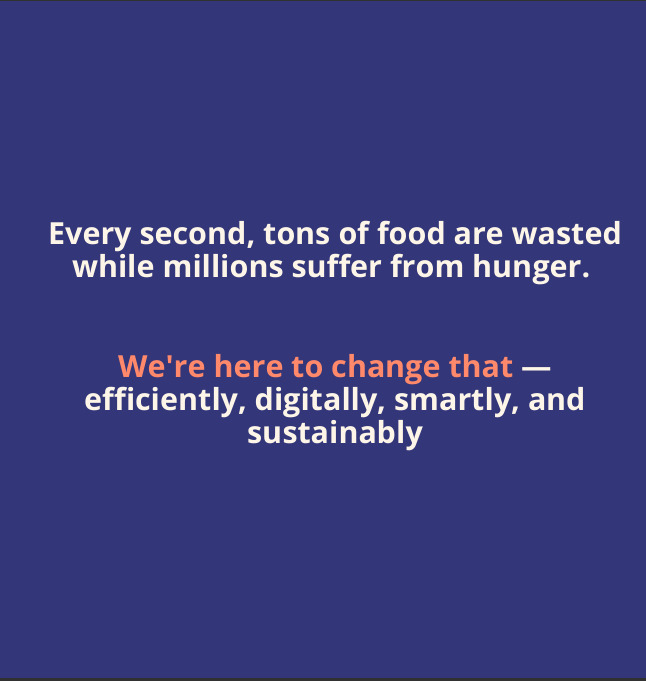 Every second, tons of food are wasted
while millions suffer from hunger.
We're here to change that —
efficiently, digitally, smartly, and
sustainably